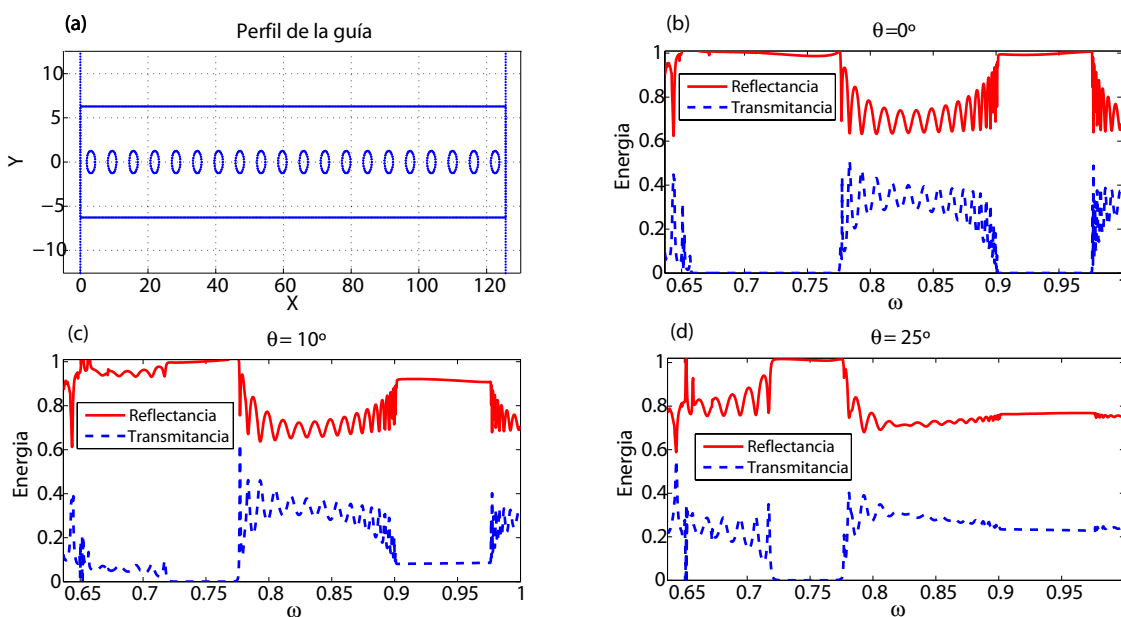 (a)
Perfil de la guía
10
5
0
−5
−10
Y
0 20 40 60 80 100 120
X
(b)
θ=0º
1
0.8
0.6
0.4
0.2
0
Energia
Reflectancia
Transmitancia
0.65 0.7 0.75 0.8 0.85 0.9 0.95
ω
(c)
θ= 10º
1
0.8
0.6
0.4
0.2
0
Energia
Reflectancia
Transmitancia
0.65 0.7 0.75 0.8 0.85 0.9 0.95 1
ω
(d)
θ= 25º
1
0.8
0.6
0.4
0.2
0
Energia
Reflectancia
Transmitancia
0.65 0.7 0.75 0.8 0.85 0.9 0.95
ω